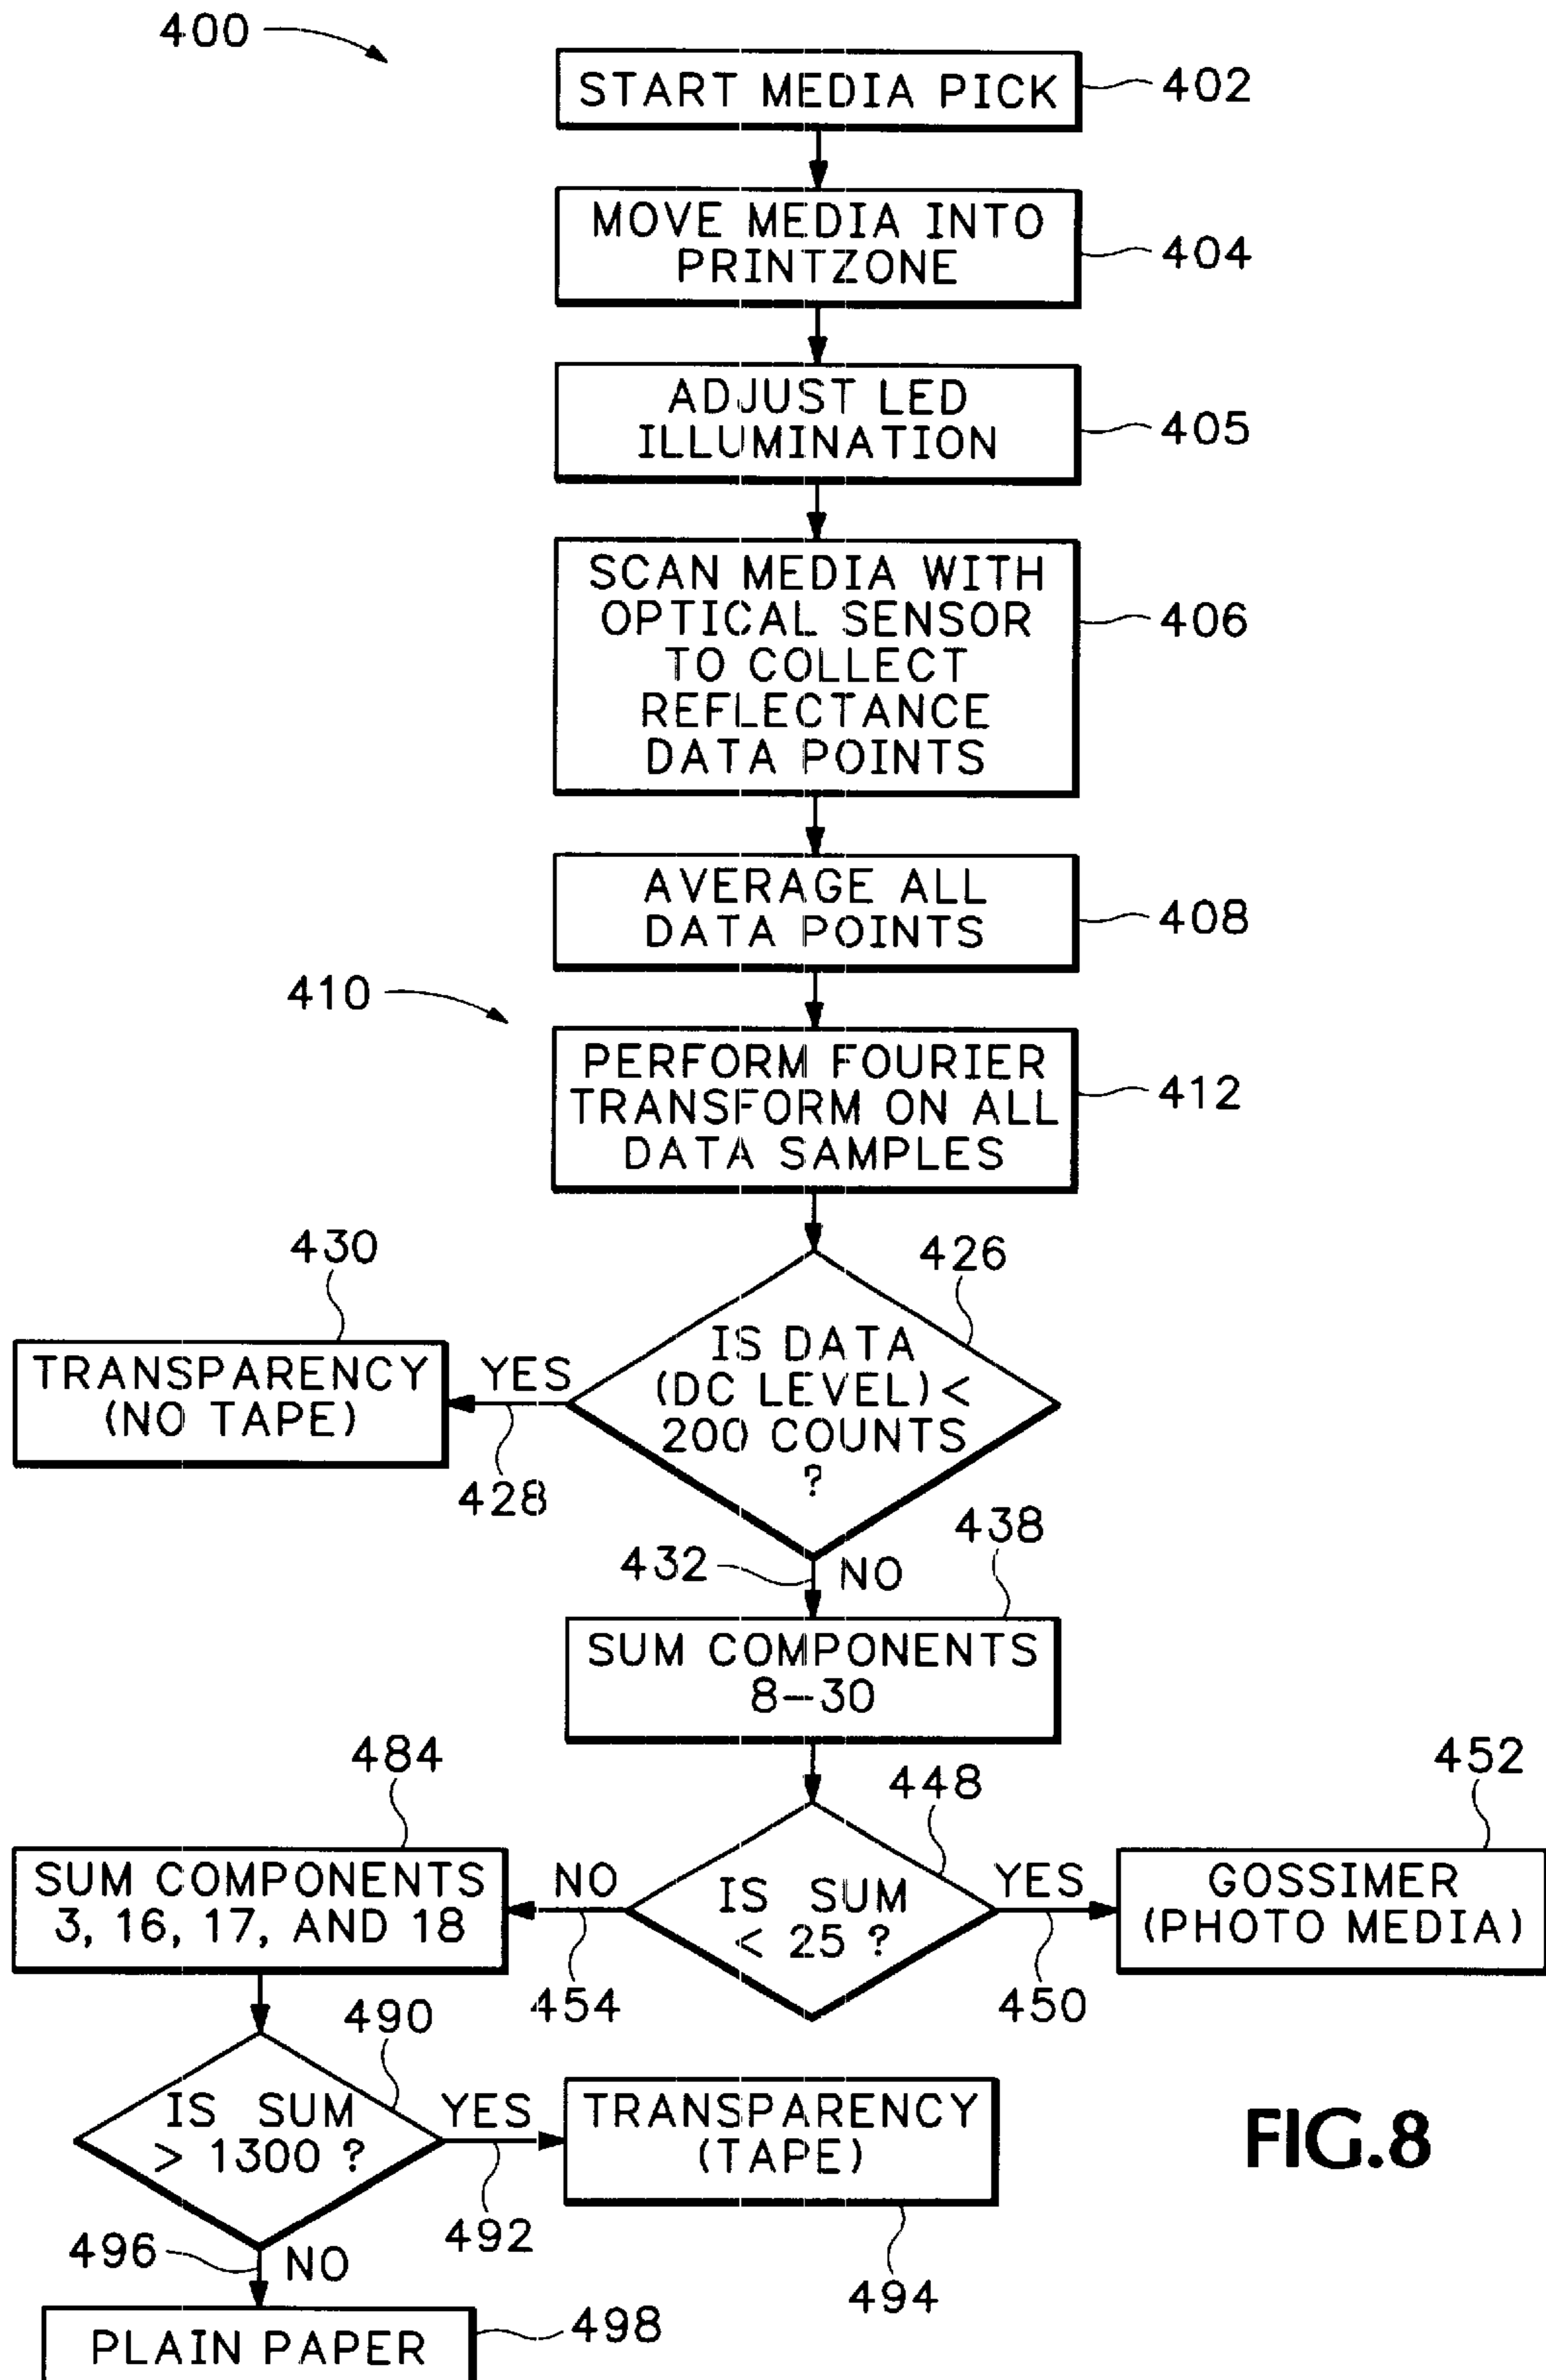 400
START MEDIA PICK
402
MOVE MEDIA INTO
PRINTZONE
404
ADJUST LED
ILLUMINATION
405
SCAN MEDIA WITH
OPTICAL SENSOR
TO COLLECT
REFLECTANCE
DATA POINTS
406
AVERAGE ALL
DATA POINTS
408
410
PERFORM FOURIER
TRANSFORM ON ALL
DATA SAMPLES
412
430
426
TRANSPARENCY
(NO TAPE)
YES
428
IS DATA
(DC LEVEL) <
200 COUNTS
?
432
NO
438
SUM COMPONENTS
8-30
484
448
452
SUM COMPONENTS
3, 16, 17, AND 18
NO
454
IS SUM
< 25 ?
YES
450
GOSSIMER
(PHOTO MEDIA)
490
IS SUM
> 1300 ?
YES
492
TRANSPARENCY
(TAPE)
494
496
NO
PLAIN PAPER
498
FIG.8